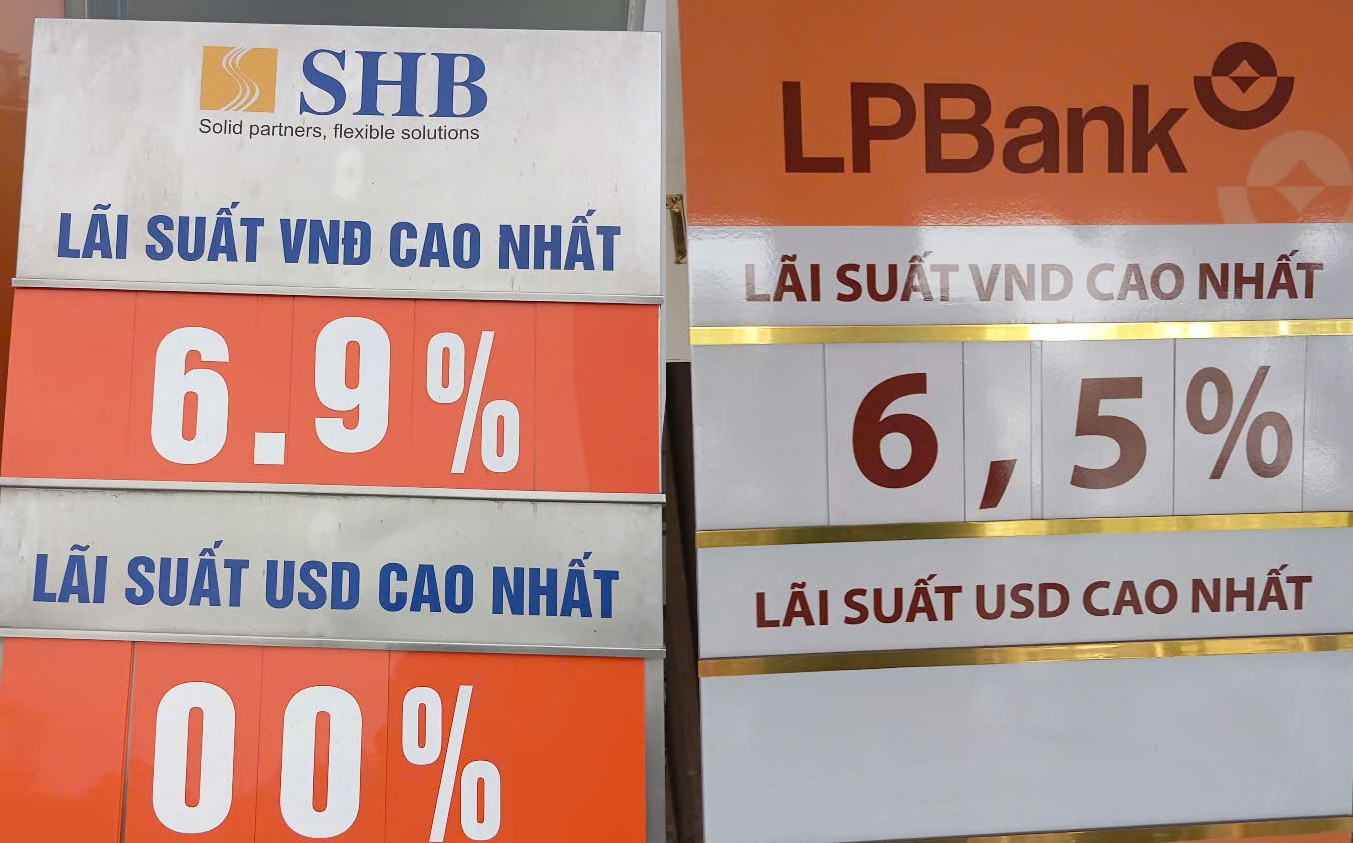 SHB
Solid partners, flexible solutions
LÃI SUẤT VNĐ CAO NHẤT
6.9%
LÃI SUẤT USD CAO NHẤT
00%
LPBank
LÃI SUẤT VND CAO NHẤT
6,5%
LÃI SUẤT USD CAO NHẤT